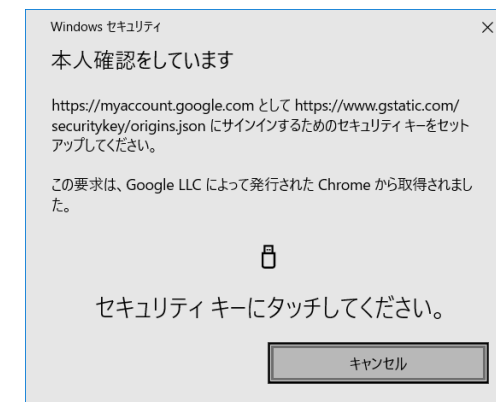 Windows セキュリティ
本人確認をしています
https://myaccount.google.com として https://www.gstatic.com/
securitykey/origins.json にサインインするためのセキュリティ キーをセット
アップしてください。
この要求は、Google LLC によって発行された Chrome から取得されまし
た。
セキュリティ キーにタッチしてください。
キャンセル